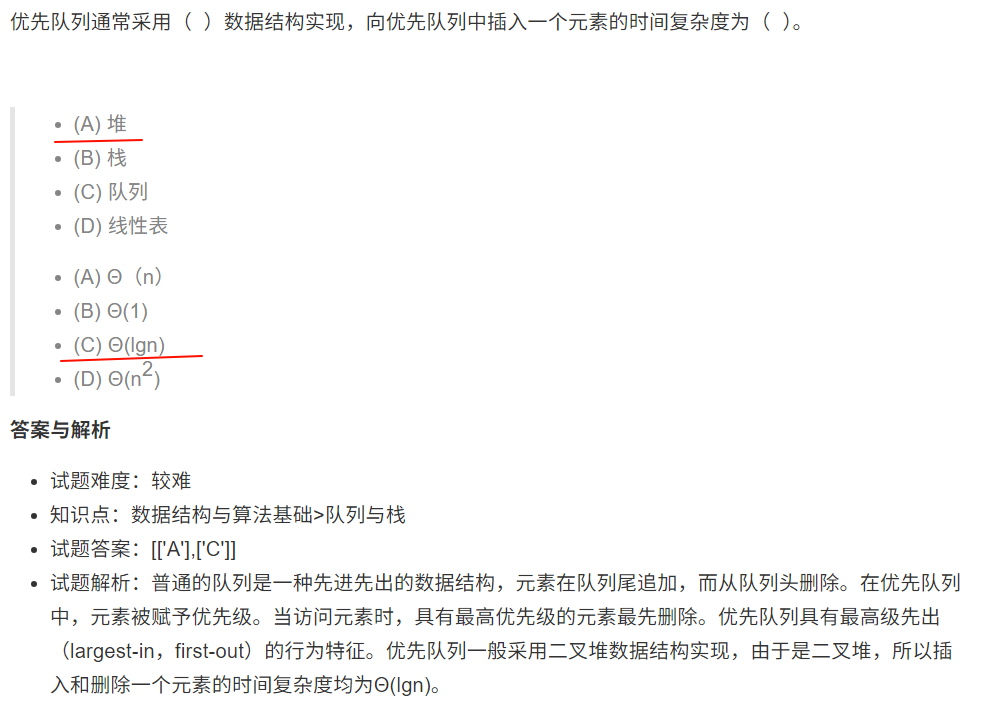 优先队列通常采用（ ）数据结构实现，向优先队列中插入一个元素的时间复杂度为（ ）。
(A) 堆
(B) 栈
(C) 队列
(D) 线性表
(A) Θ（n）
(B) Θ(1)
(C) Θ(lgn)
(D) Θ(n²)
答案与解析
试题难度：较难
知识点：数据结构与算法基础>队列与栈
试题答案：[['A'],['C']]
试题解析：普通的队列是一种先进先出的数据结构，元素在队列尾追加，而从队列头删除。在优先队列
中，元素被赋予优先级。当访问元素时，具有最高优先级的元素最先删除。优先队列具有最高级先出
（largest-in，first-out）的行为特征。优先队列一般采用二叉堆数据结构实现，由于是二叉堆，所以插
入和删除一个元素的时间复杂度均为Θ(lgn)。